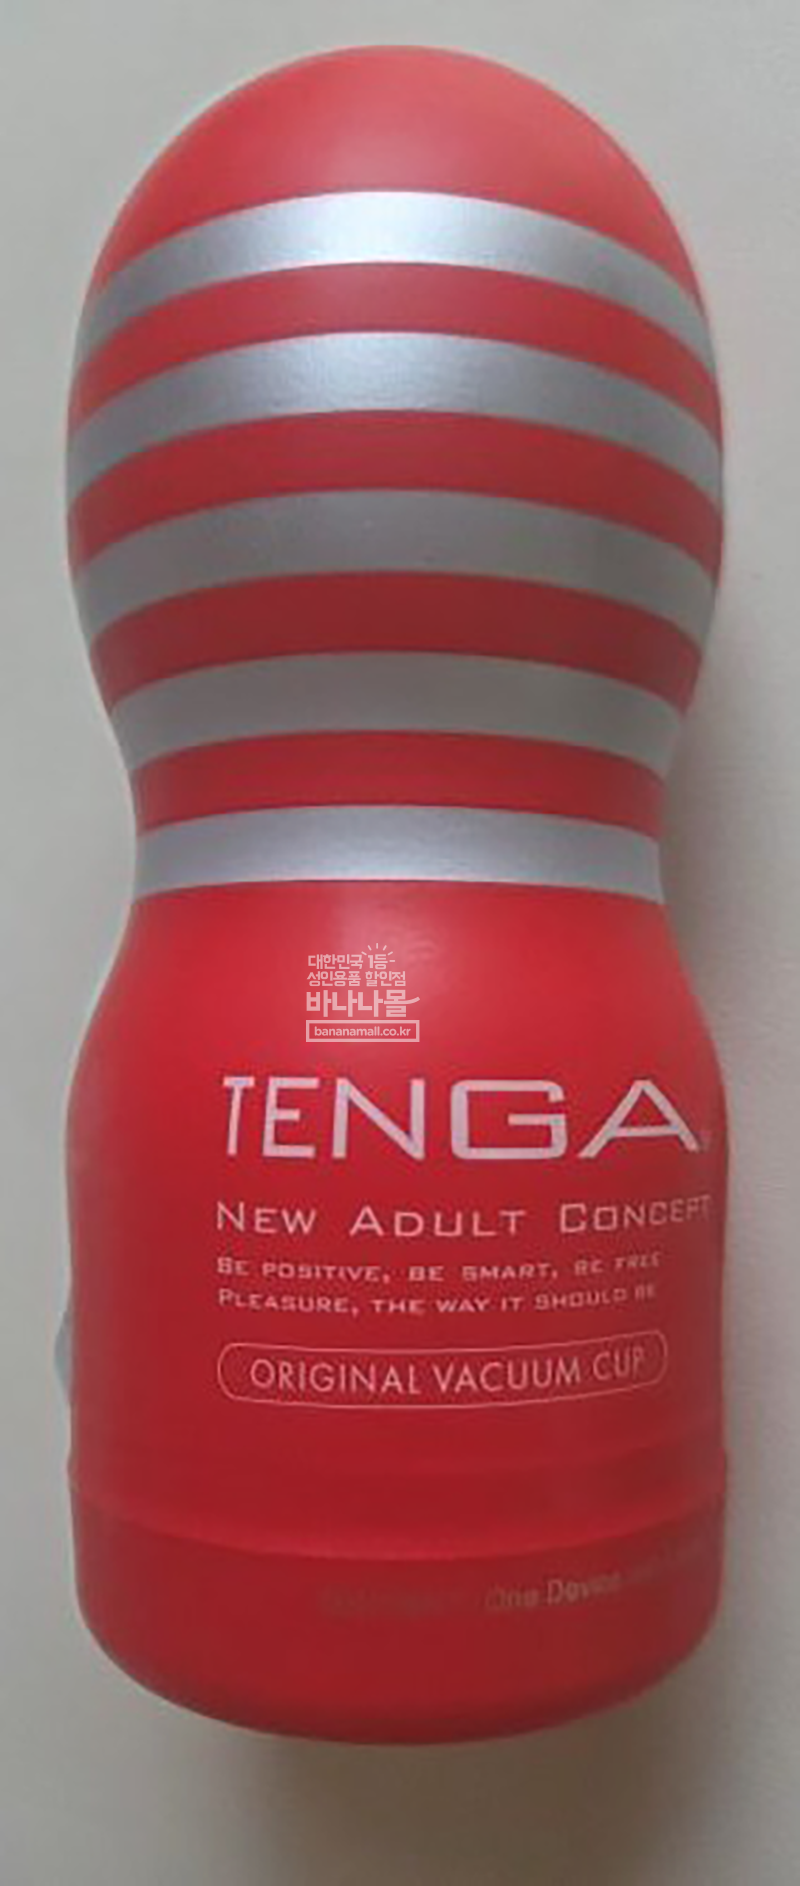 대한민국 1등
성인용품 할인점
바나나몰
bananamall.co.kr
TENGA
NEW ADULT CONCEPT
BE POSITIVE, BE SMART, BE FREE
PLEASURE, THE WAY IT SHOULD BE
ORIGINAL VACUUM CUP
One Device